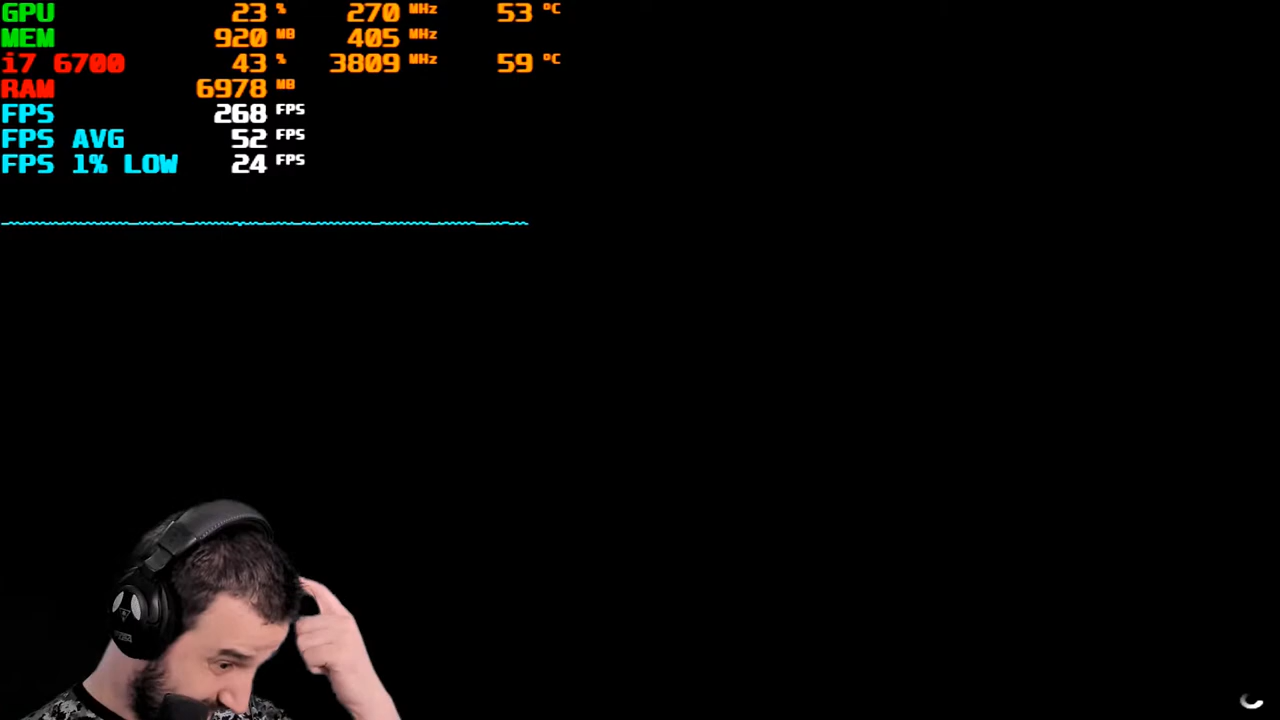 GPU 23 % 270 MHz 53 °C
MEM 920 MB 405 MHz
i7 6700 43 % 3809 MHz 59 °C
RAM 6978 MB
FPS 268 FPS
FPS AVG 52 FPS
FPS 1% LOW 24 FPS